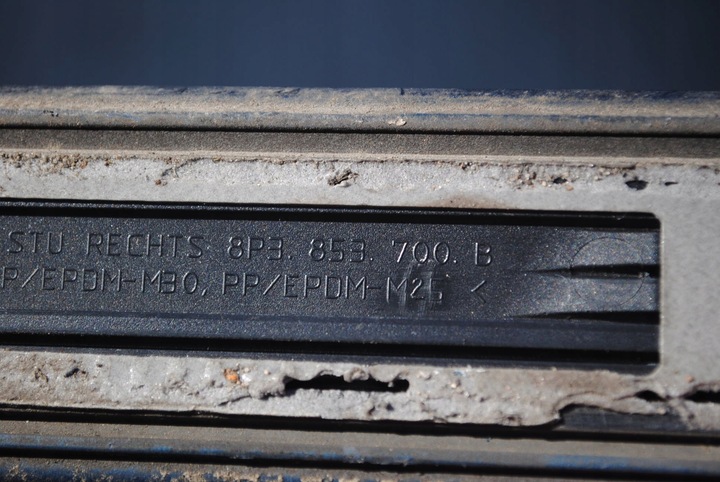 STU RECHTS 8P3. 853. 700. B
P/EPDM-M30, PP/EPDM-M25 <